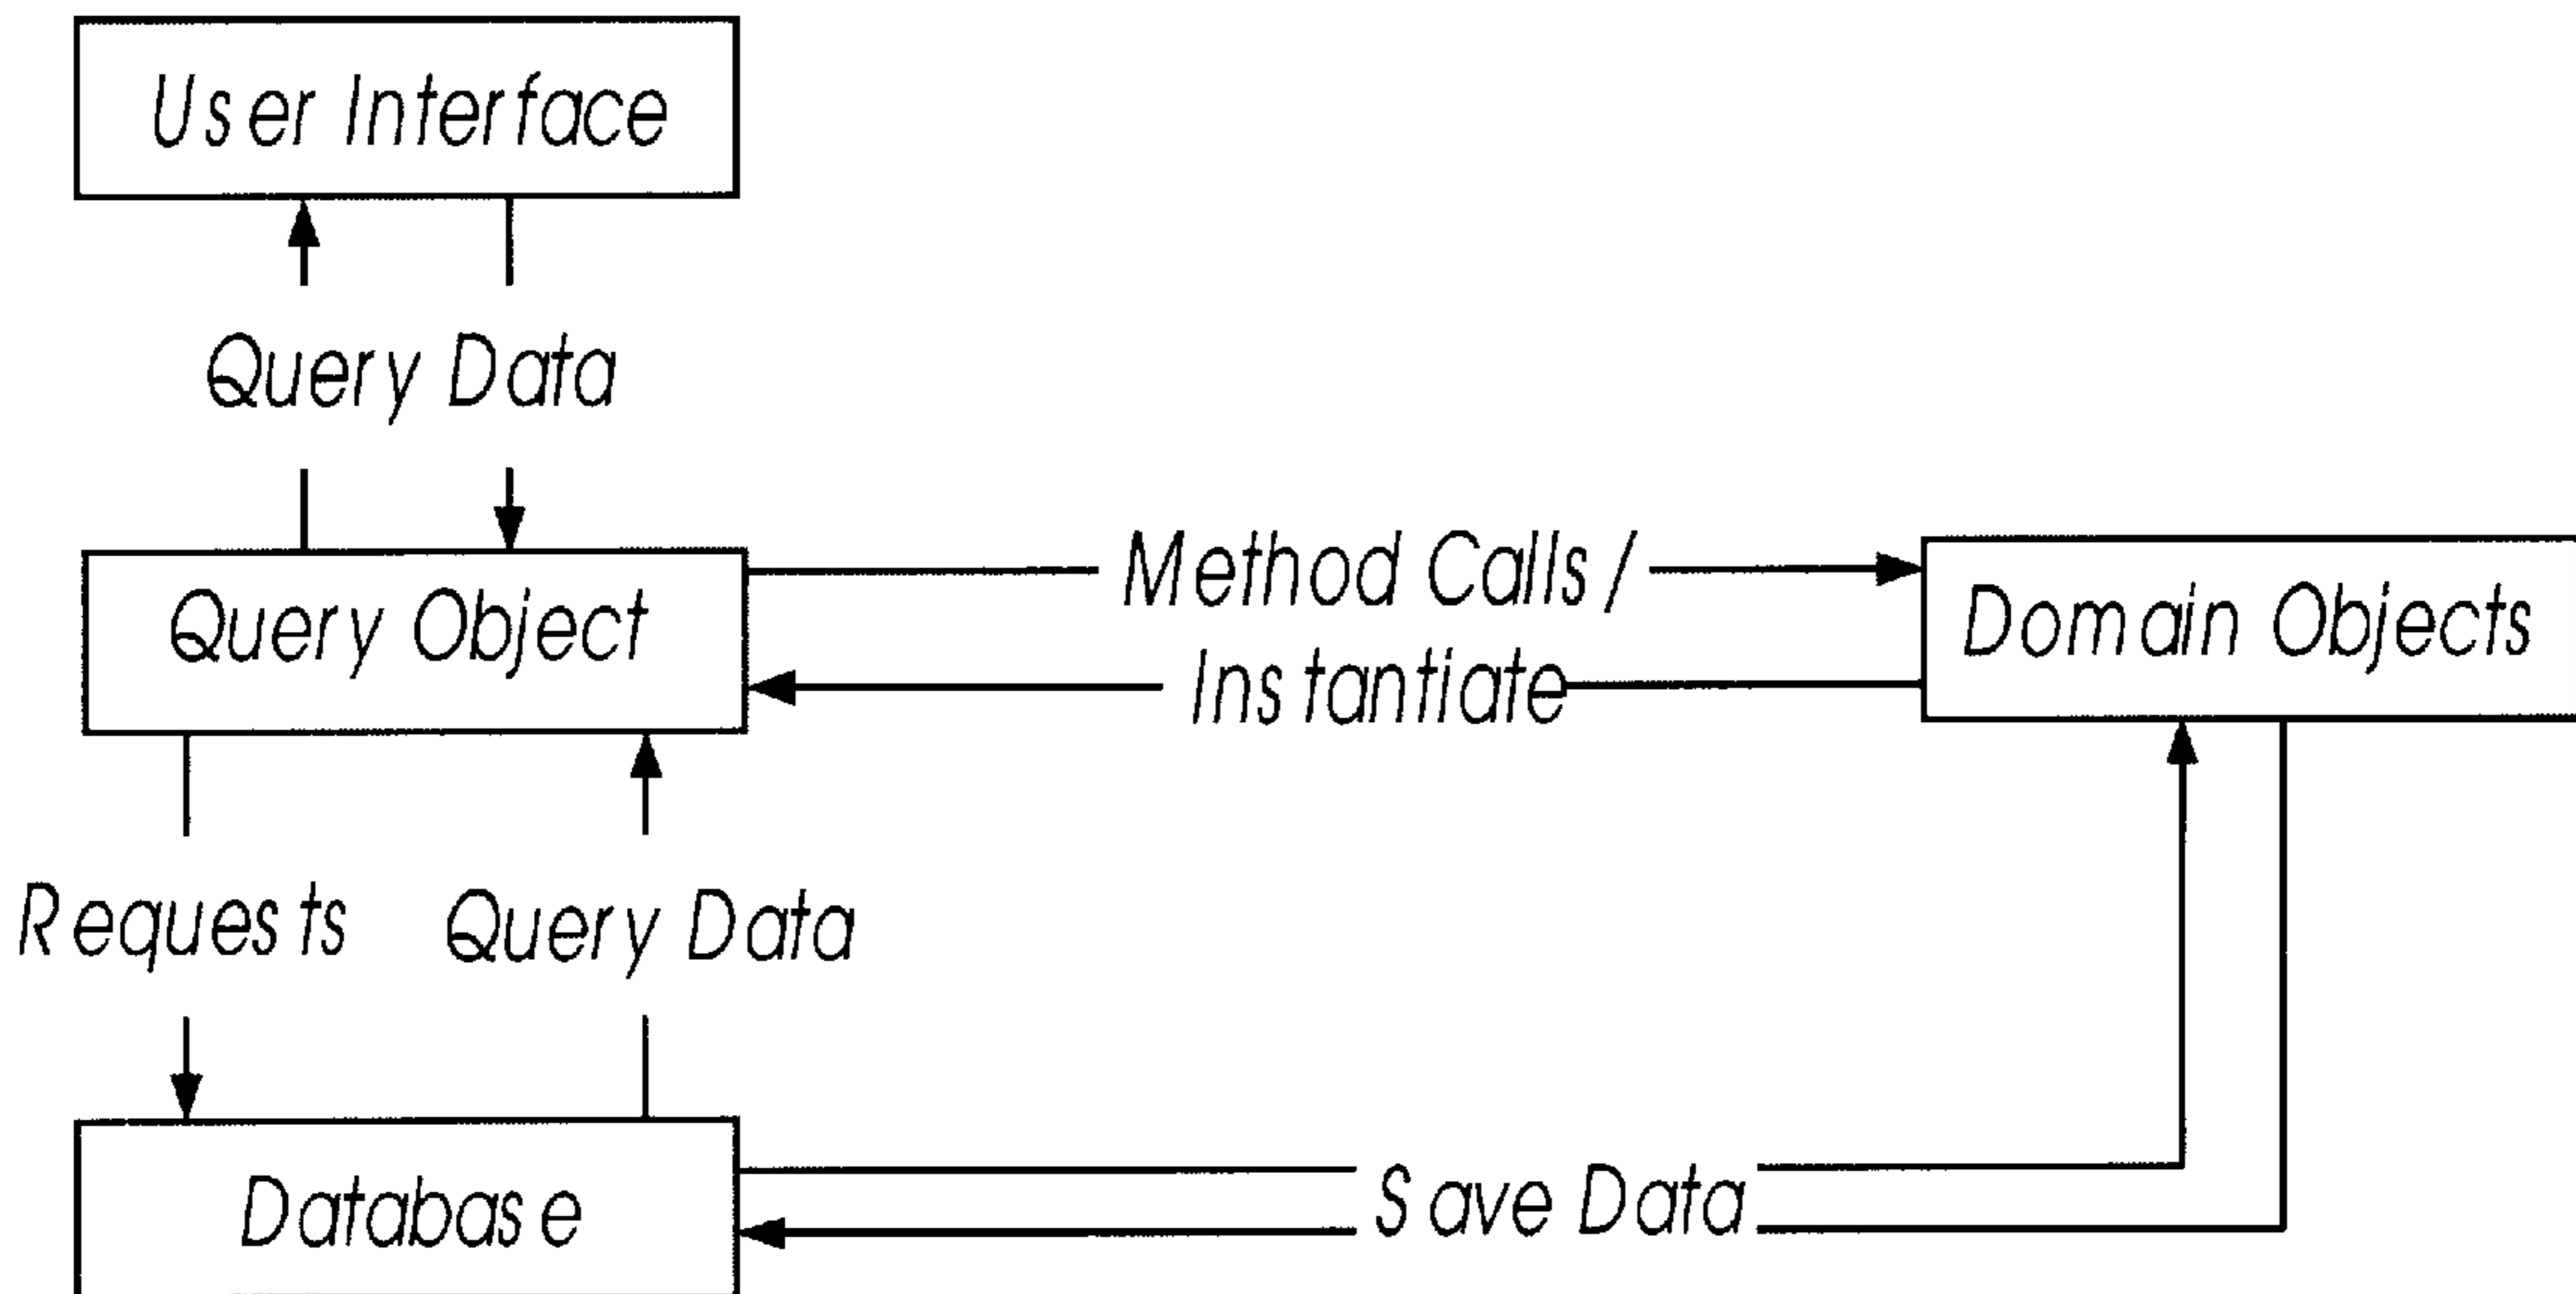 User Interface
Query Data
Query Object
Method Calls /
Instantiate
Domain Objects
Requests
Query Data
Database
Save Data